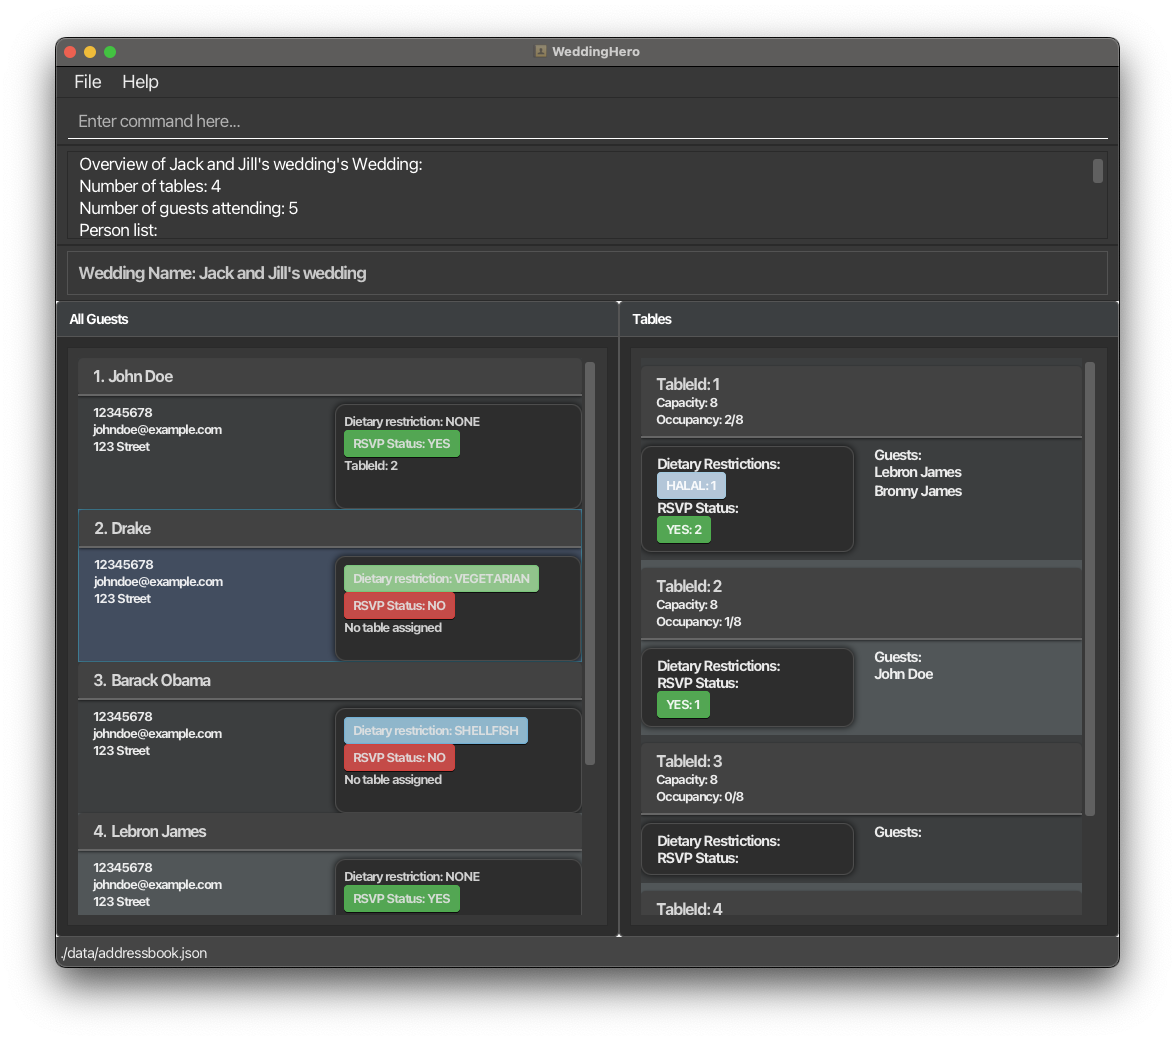 WeddingHero
File Help
Enter command here...
Overview of Jack and Jill's wedding's Wedding:
Number of tables: 4
Number of guests attending: 5
Person list:
Wedding Name: Jack and Jill's wedding
All Guests
1. John Doe
12345678
johndoe@example.com
123 Street
Dietary restriction: NONE
RSVP Status: YES
TableId: 2
2. Drake
12345678
johndoe@example.com
123 Street
Dietary restriction: VEGETARIAN
RSVP Status: NO
No table assigned
3. Barack Obama
12345678
johndoe@example.com
123 Street
Dietary restriction: SHELLFISH
RSVP Status: NO
No table assigned
4. Lebron James
12345678
johndoe@example.com
123 Street
Dietary restriction: NONE
RSVP Status: YES
Tables
TableId: 1
Capacity: 8
Occupancy: 2/8
Dietary Restrictions:
HALAL: 1
RSVP Status:
YES: 2
Guests:
Lebron James
Bronny James
TableId: 2
Capacity: 8
Occupancy: 1/8
Dietary Restrictions:
RSVP Status:
YES: 1
Guests:
John Doe
TableId: 3
Capacity: 8
Occupancy: 0/8
Dietary Restrictions:
RSVP Status:
Guests:
TableId: 4
./data/addressbook.json